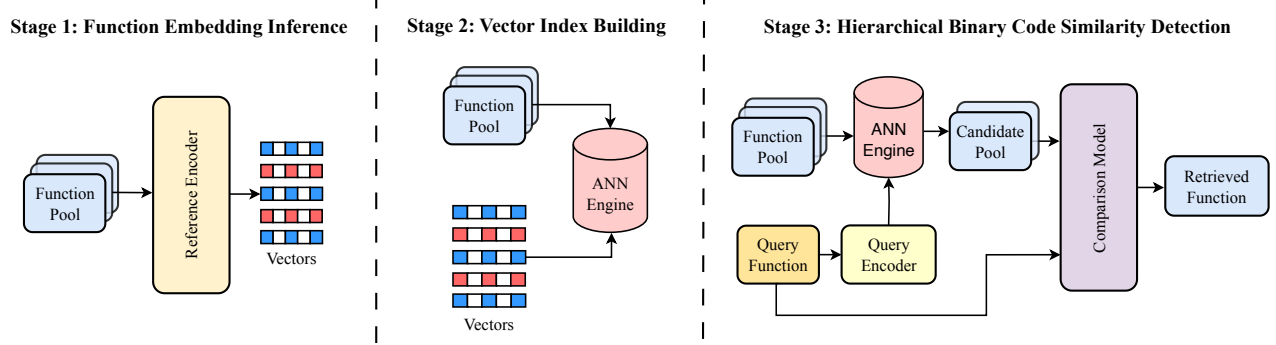 Stage 1: Function Embedding Inference
Function
Pool
Reference Encoder
Vectors
Stage 2: Vector Index Building
Function
Pool
ANN
Engine
Vectors
Stage 3: Hierarchical Binary Code Similarity Detection
Function
Pool
ANN
Engine
Candidate
Pool
Comparison Model
Retrieved
Function
Query
Function
Query
Encoder